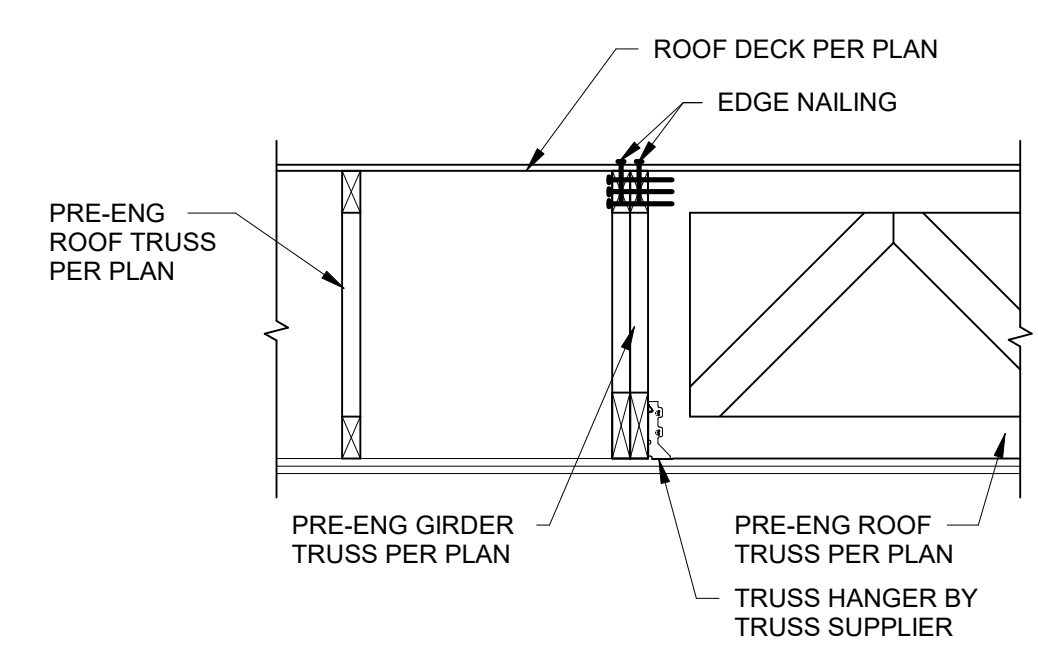 ROOF DECK PER PLAN
EDGE NAILING
PRE-ENG
ROOF TRUSS
PER PLAN
PRE-ENG GIRDER
TRUSS PER PLAN
PRE-ENG ROOF
TRUSS PER PLAN
TRUSS HANGER BY
TRUSS SUPPLIER